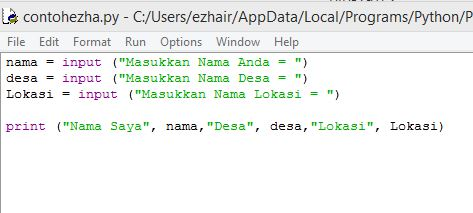 contohezha.py - C:/Users/ezhair/AppData/Local/Programs/Python/P
File Edit Format Run Options Window Help
nama = input ("Masukkan Nama Anda = ")
desa = input ("Masukkan Nama Desa = ")
Lokasi = input ("Masukkan Nama Lokasi = ")
print ("Nama Saya", nama,"Desa", desa,"Lokasi", Lokasi)